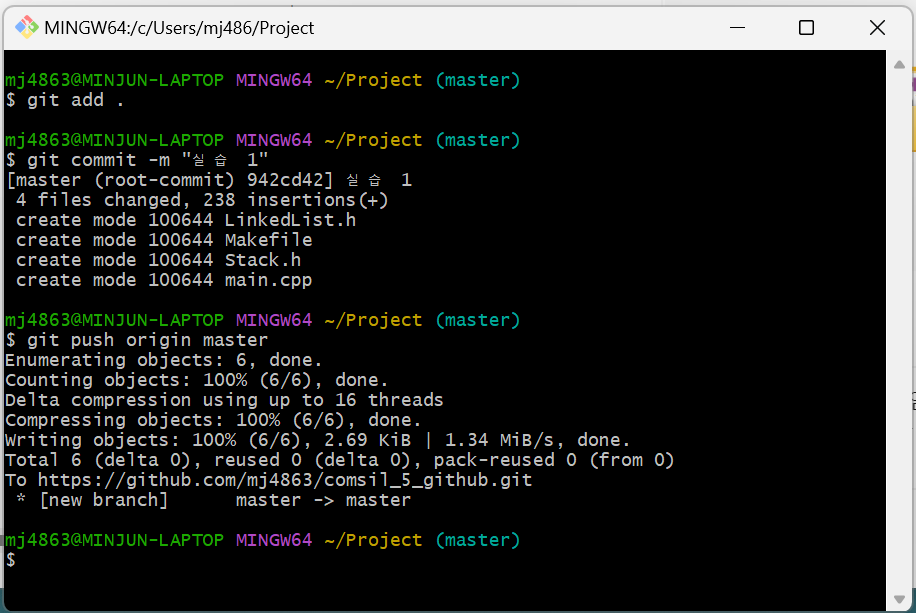 MINGW64:/c/Users/mj486/Project
mj4863@MINJUN-LAPTOP MINGW64 ~/Project (master)
$ git add .
mj4863@MINJUN-LAPTOP MINGW64 ~/Project (master)
$ git commit -m "실습 1"
[master (root-commit) 942cd42] 실습 1
4 files changed, 238 insertions(+)
create mode 100644 LinkedList.h
create mode 100644 Makefile
create mode 100644 Stack.h
create mode 100644 main.cpp
mj4863@MINJUN-LAPTOP MINGW64 ~/Project (master)
$ git push origin master
Enumerating objects: 6, done.
Counting objects: 100% (6/6), done.
Delta compression using up to 16 threads
Compressing objects: 100% (6/6), done.
Writing objects: 100% (6/6), 2.69 KiB | 1.34 MiB/s, done.
Total 6 (delta 0), reused 0 (delta 0), pack-reused 0 (from 0)
To https://github.com/mj4863/comsil_5_github.git
* [new branch] master -> master
mj4863@MINJUN-LAPTOP MINGW64 ~/Project (master)
$